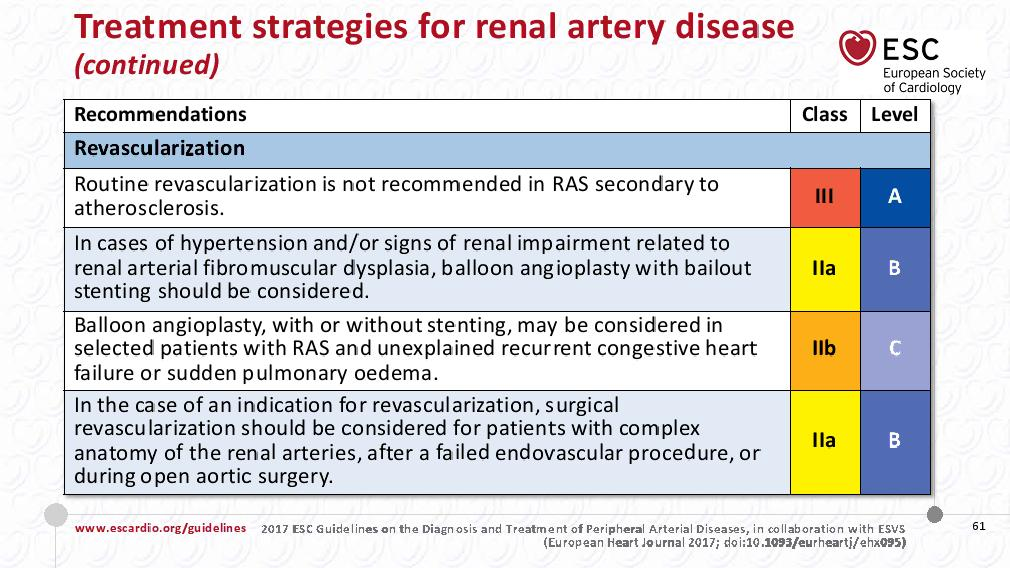 Treatment strategies for renal artery disease
(continued)
ESC
European Society
of Cardiology
Recommendations Class Level
Revascularization
Routine revascularization is not recommended in RAS secondary to
atherosclerosis.
III A
In cases of hypertension and/or signs of renal impairment related to
renal arterial fibromuscular dysplasia, balloon angioplasty with bailout
stenting should be considered.
IIa B
Balloon angioplasty, with or without stenting, may be considered in
selected patients with RAS and unexplained recurrent congestive heart
failure or sudden pulmonary oedema.
IIb C
In the case of an indication for revascularization, surgical
revascularization should be considered for patients with complex
anatomy of the renal arteries, after a failed endovascular procedure, or
during open aortic surgery.
IIa B
www.escardio.org/guidelines 2017 ESC Guidelines on the Diagnosis and Treatment of Peripheral Arterial Diseases, in collaboration with ESVS
(European Heart Journal 2017; doi:10.1093/eurheartj/ehx095)
61